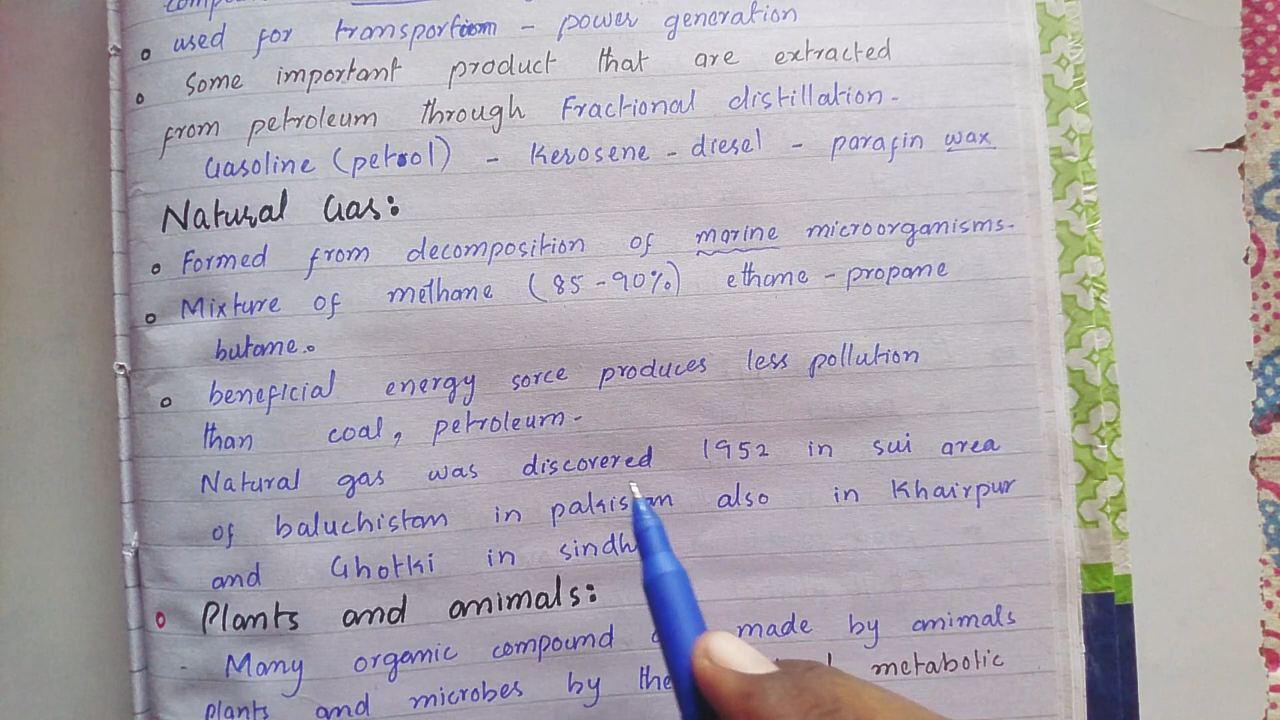 used for transportion - power generation
Some important product that are extracted
from petroleum through Fractional distillation-
Gasoline (petrol) - Kerosene - diesel - parafin wax
Natural Gas:
Formed from decomposition of marine microorganisms-
Mixture of methane (85-90%) ethane - propane
butane.
beneficial energy sorce produces less pollution
than coal, petroleum-
Natural gas was discovered 1952 in sui area
of baluchistan in pakistan also in Khairpur
and Ghotki in sindh
Plants and animals:
- Many organic compound made by animals
plants and microbes by metabolic